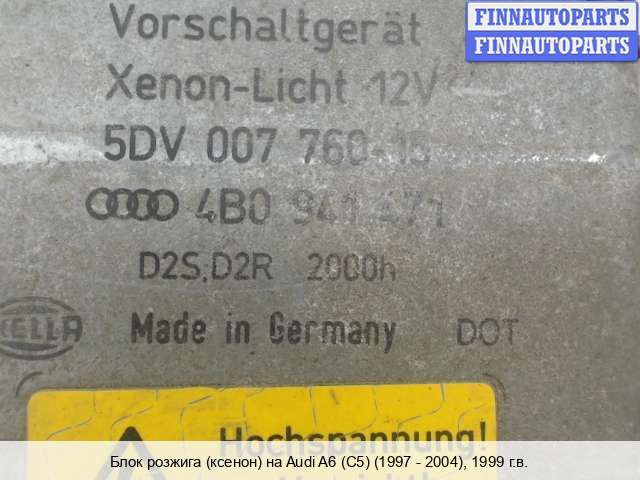 FINNAUTOPARTS
FINNAUTOPARTS
Vorschaltgerät
Xenon-Licht 12V
5DV 007 760-15
4B0 941 471
D2S,D2R 2000h
HELLA
Made in Germany DOT
Hochspannung!
Блок розжига (ксенон) на Audi A6 (C5) (1997 - 2004), 1999 г.в.